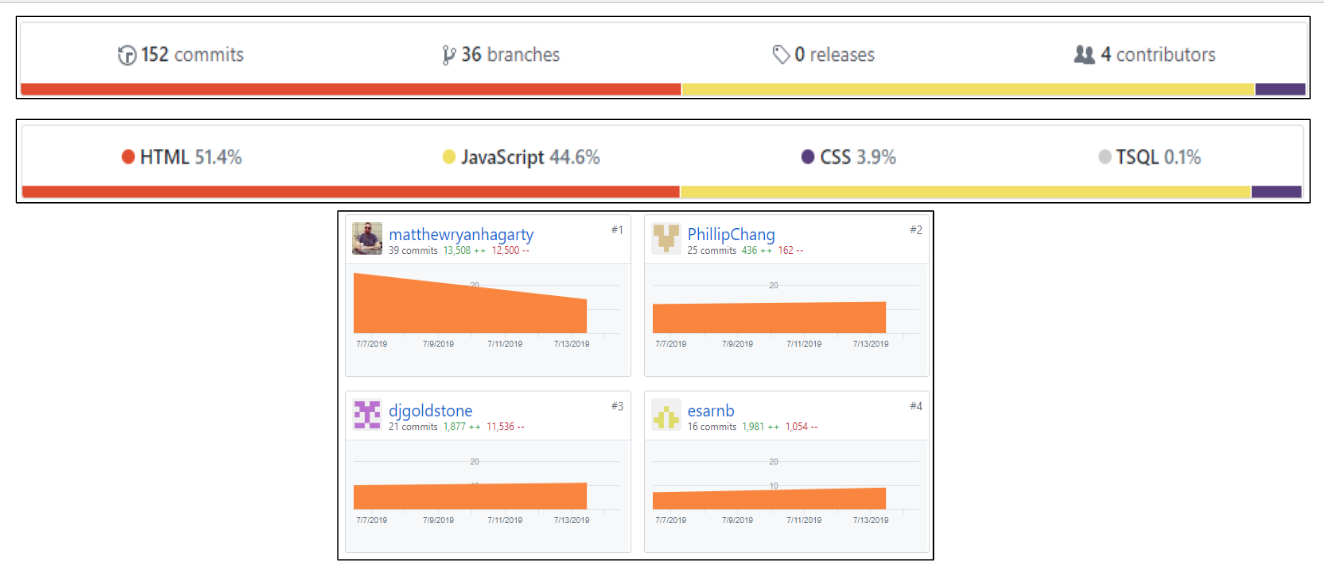 152 commits 36 branches 0 releases 4 contributors
HTML 51.4% JavaScript 44.6% CSS 3.9% TSQL 0.1%
matthewryanhagarty #1
39 commits 13,508 ++ 12,500 --
20
7/7/2019 7/9/2019 7/11/2019 7/13/2019
PhillipChang #2
25 commits 436 ++ 162 --
20
7/7/2019 7/9/2019 7/11/2019 7/13/2019
djgoldstone #3
21 commits 1,877 ++ 11,536 --
20
7/7/2019 7/9/2019 7/11/2019 7/13/2019
esarnb #4
16 commits 1,981 ++ 1,054 --
20
10
7/7/2019 7/9/2019 7/11/2019 7/13/2019